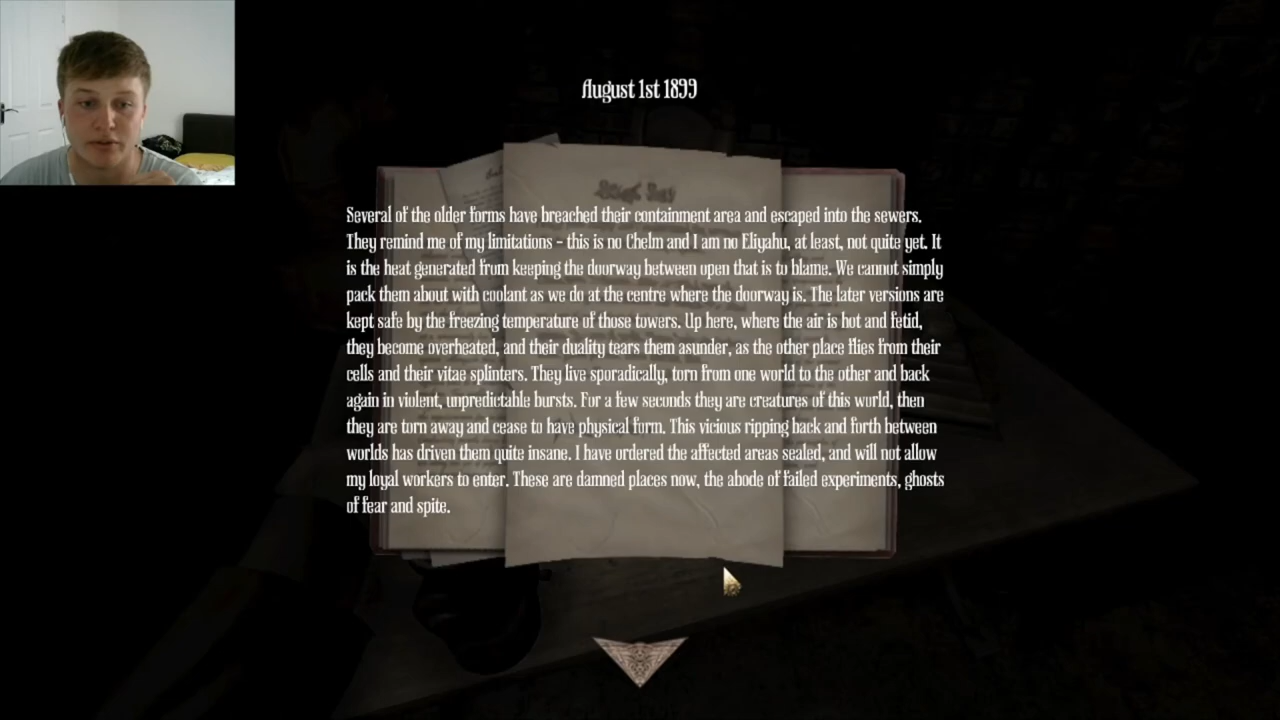 August 1st 1899
Several of the older forms have breached their containment area and escaped into the sewers.
They remind me of my limitations - this is no Chelm and I am no Eliyahu, at least, not quite yet. It
is the heat generated from keeping the doorway between open that is to blame. We cannot simply
pack them about with coolant as we do at the centre where the doorway is. The later versions are
kept safe by the freezing temperature of those towers. Up here, where the air is hot and fetid,
they become overheated, and their duality tears them asunder, as the other place flies from their
cells and their vitae splinters. They live sporadically, torn from one world to the other and back
again in violent, unpredictable bursts. For a few seconds they are creatures of this world, then
they are torn away and cease to have physical form. This vicious ripping back and forth between
worlds has driven them quite insane. I have ordered the affected areas sealed, and will not allow
my loyal workers to enter. These are damned places now, the abode of failed experiments, ghosts
of fear and spite.